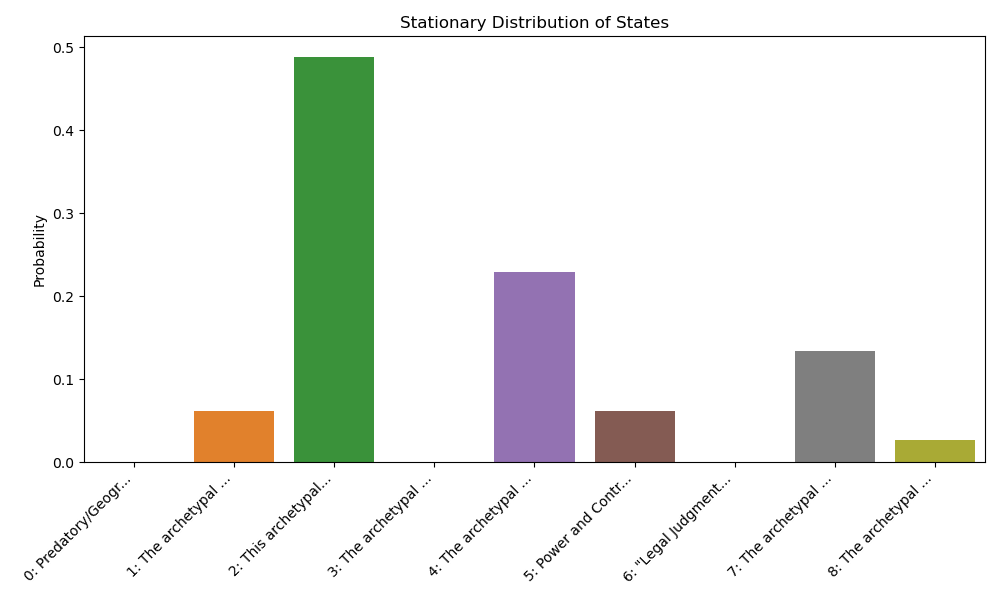 Stationary Distribution of States
Probability
0.5
0.4
0.3
0.2
0.1
0.0
0: Predatory/Geogr...
1: The archetypal ...
2: This archetypal...
3: The archetypal ...
4: The archetypal ...
5: Power and Contr...
6: "Legal Judgment...
7: The archetypal ...
8: The archetypal ...